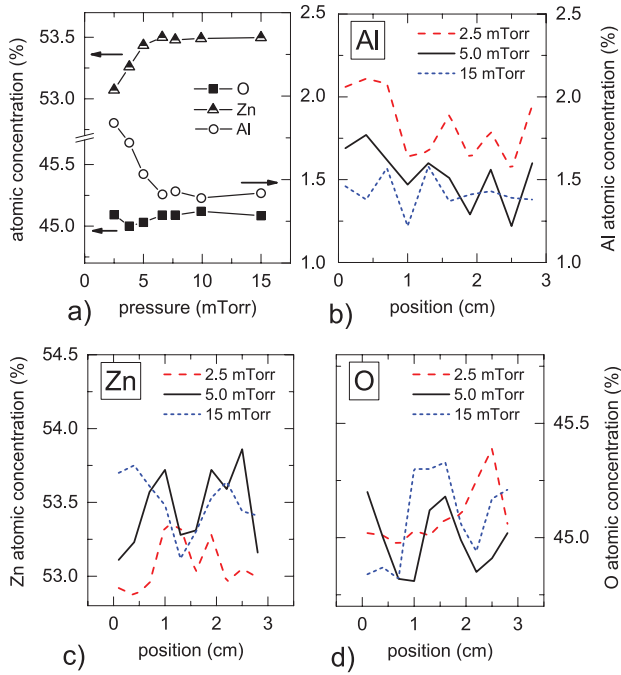 atomic concentration (%)
53.5
53.0
45.5
45.0
O
Zn
Al
0
5
10
15
pressure (mTorr)
a)
Al
2.5 mTorr
5.0 mTorr
15 mTorr
2.5
2.0
1.5
1.0
2.5
2.0
1.5
1.0
Al atomic concentration (%)
0
1
2
3
position (cm)
b)
Zn atomic concentration (%)
54.5
54.0
53.5
53.0
Zn
2.5 mTorr
5.0 mTorr
15 mTorr
0
1
2
3
position (cm)
c)
O
2.5 mTorr
5.0 mTorr
15 mTorr
45.5
45.0
O atomic concentration (%)
0
1
2
3
position (cm)
d)